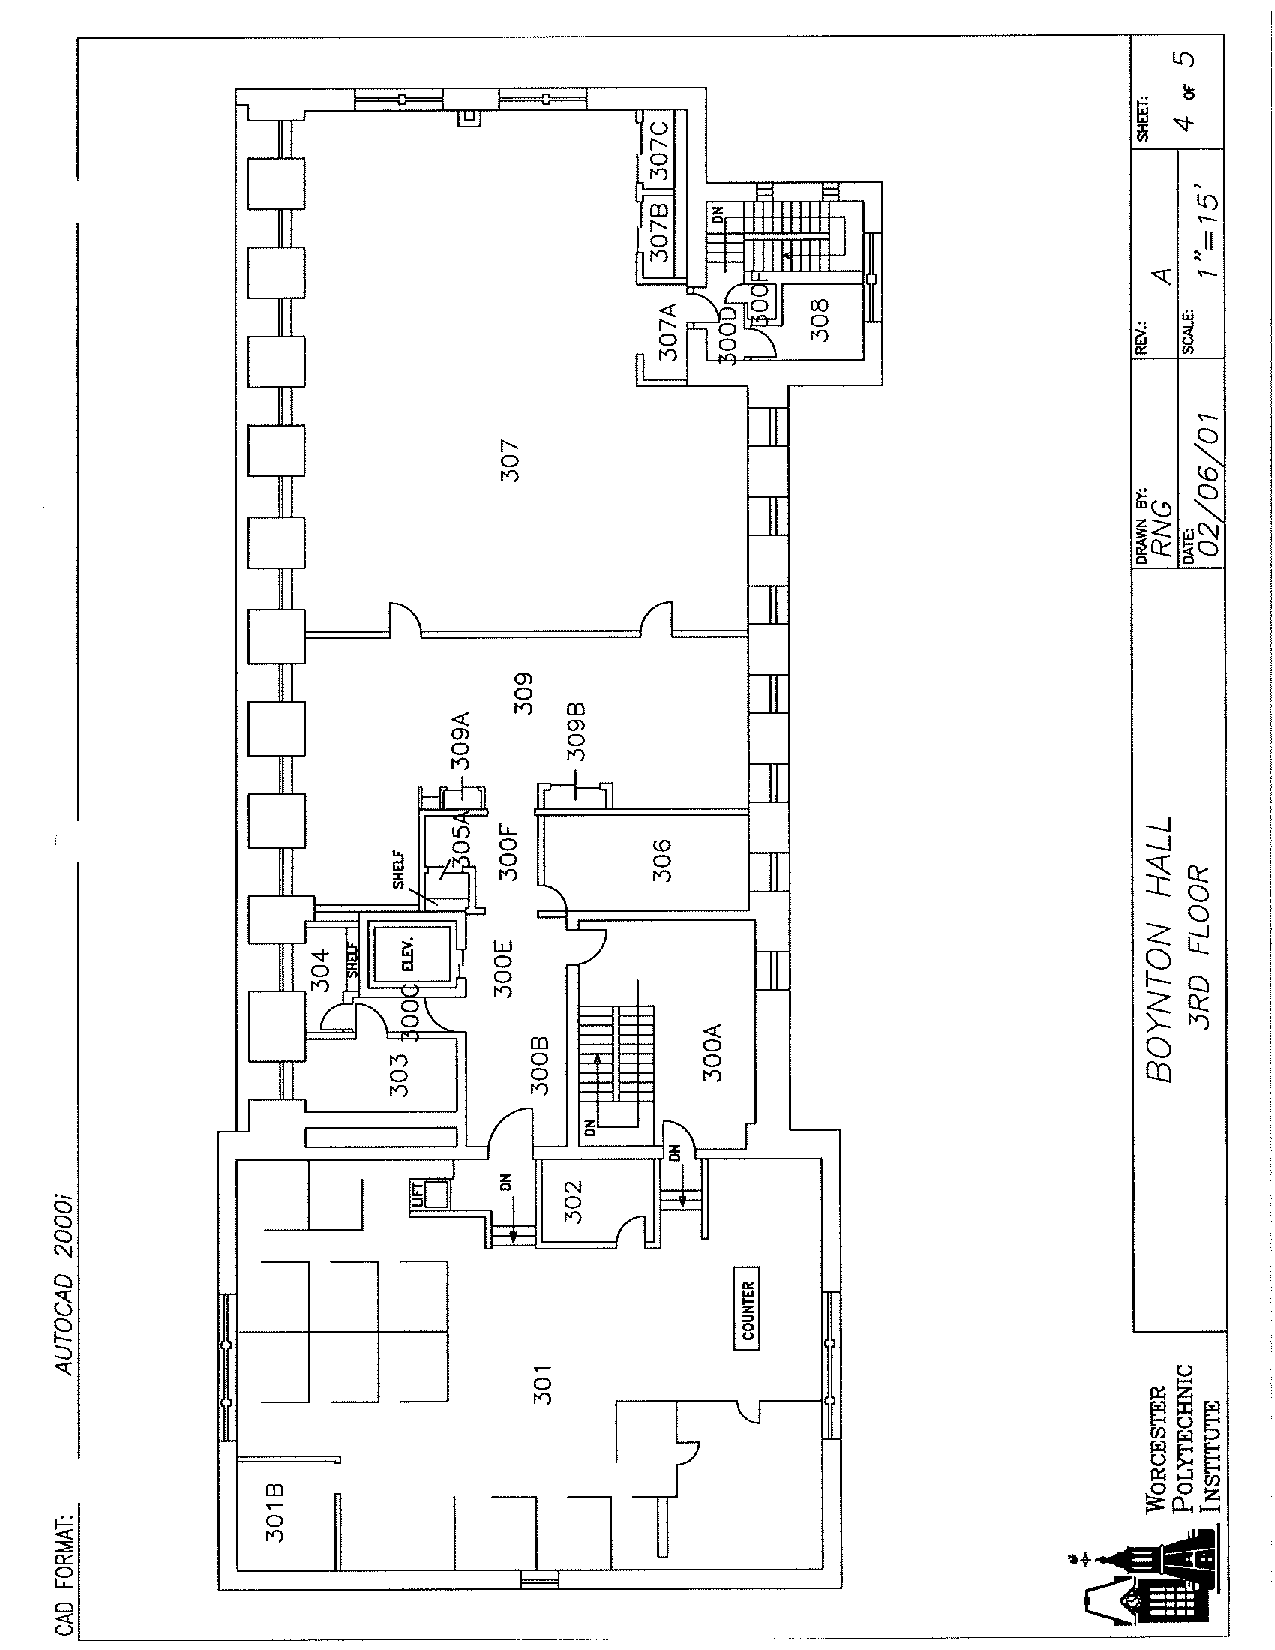 CAD FORMAT: AUTOCAD 2000i
304
SHELF
303
300C
ELEV.
SHELF
305A
309A
309
309B
307
307B
307C
307A
DN
300D
300F
308
300F
306
300E
300B
300A
DN
DN
DN
LIFT
302
301
301B
COUNTER
WORCESTER
POLYTECHNIC
INSTITUTE
BOYNTON HALL
3RD FLOOR
DRAWN BY:
RNG
DATE:
02/06/01
REV.:
A
SCALE:
1"=15'
SHEET:
4 OF 5